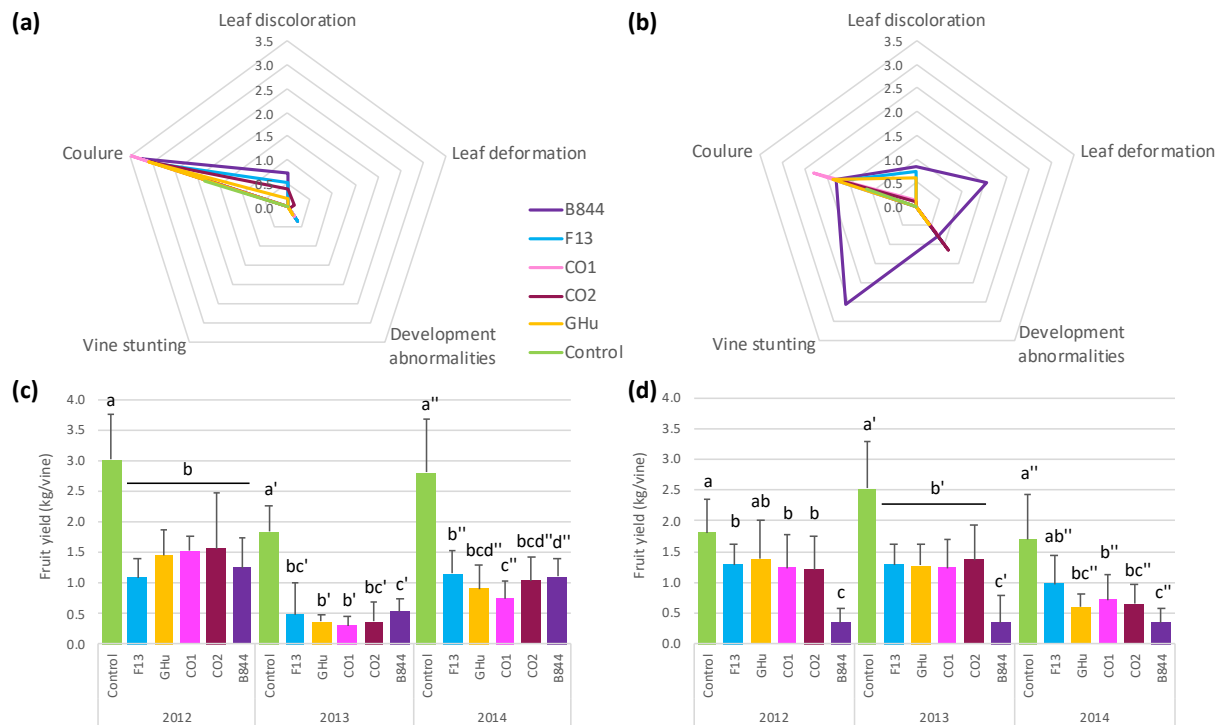 (a)
Leaf discoloration
3.5
3.0
2.5
2.0
1.5
1.0
0.5
0.0
Coulure
Leaf deformation
Vine stunting
Development
abnormalities
B844
F13
CO1
CO2
GHu
Control
(b)
Leaf discoloration
3.5
3.0
2.5
2.0
1.5
1.0
0.5
0.0
Coulure
Leaf deformation
Vine stunting
Development
abnormalities
(c)
Fruit yield (kg/vine)
4.0
3.5
3.0
2.5
2.0
1.5
1.0
0.5
0.0
a
b
a'
bc'
b'
b'
bc'
c'
a''
b''
bcd''
c''
bcd''
d''
Control
F13
GHu
CO1
CO2
B844
Control
F13
GHu
CO1
CO2
B844
Control
F13
GHu
CO1
CO2
B844
2012
2013
2014
(d)
Fruit yield (kg/vine)
4.0
3.5
3.0
2.5
2.0
1.5
1.0
0.5
0.0
a
b
ab
b
b
c
a'
b'
c'
a''
ab''
bc''
b''
bc''
c''
Control
F13
GHu
CO1
CO2
B844
Control
F13
GHu
CO1
CO2
B844
Control
F13
GHu
CO1
CO2
B844
2012
2013
2014